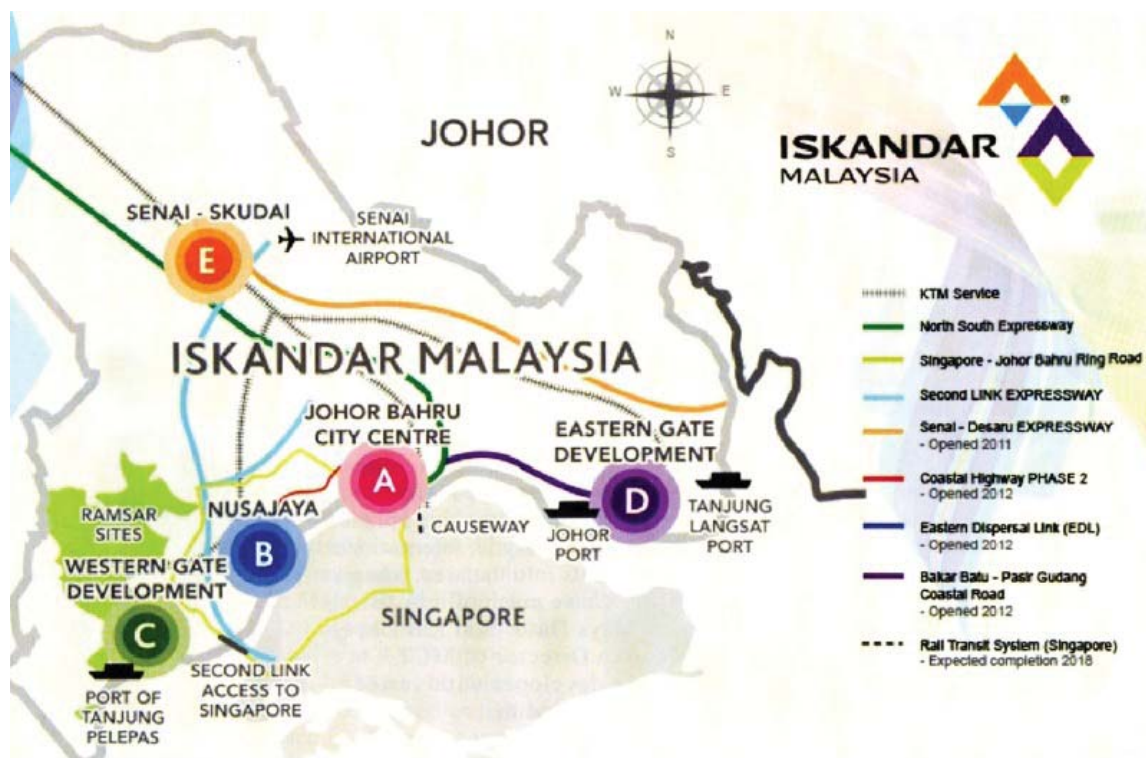 N
W
E
S
JOHOR
®
ISKANDAR
MALAYSIA
SENAI - SKUDAI
E
SENAI
INTERNATIONAL
AIRPORT
ISKANDAR MALAYSIA
JOHOR BAHRU
CITY CENTRE
A
EASTERN GATE
DEVELOPMENT
D
RAMSAR
SITES
NUSAJAYA
B
CAUSEWAY
JOHOR
PORT
TANJUNG
LANGSAT
PORT
WESTERN GATE
DEVELOPMENT
C
SINGAPORE
SECOND LINK
ACCESS TO
SINGAPORE
PORT OF
TANJUNG
PELEPAS
KTM Service
North South Expressway
Singapore - Johor Bahru Ring Road
Second LINK EXPRESSWAY
Senai - Desaru EXPRESSWAY
- Opened 2011
Coastal Highway PHASE 2
- Opened 2012
Eastern Dispersal Link (EDL)
- Opened 2012
Bakar Batu - Pasir Gudang
Coastal Road
- Opened 2012
Rail Transit System (Singapore)
- Expected completion 2018